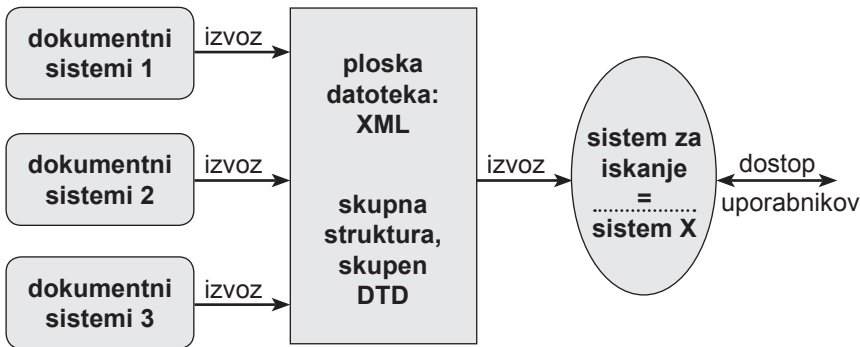 dokumentni
sistemi 1
izvoz
dokumentni
sistemi 2
izvoz
dokumentni
sistemi 3
izvoz
ploska
datoteka:
XML
skupna
struktura,
skupen
DTD
izvoz
sistem za
iskanje
=
sistem X
dostop
uporabnikov